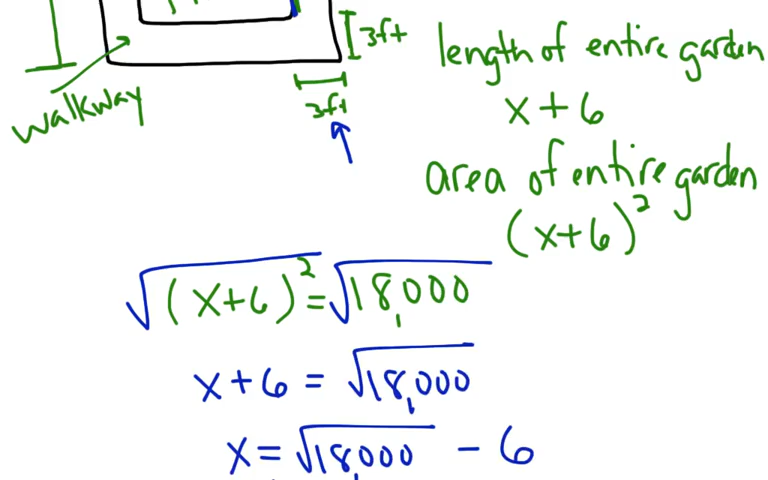 3ft
length of entire garden
walkway
3ft
x + 6
area of entire garden
(x+6)²
√(x+6)² = √18,000
x+6 = √18,000
x = √18,000 - 6